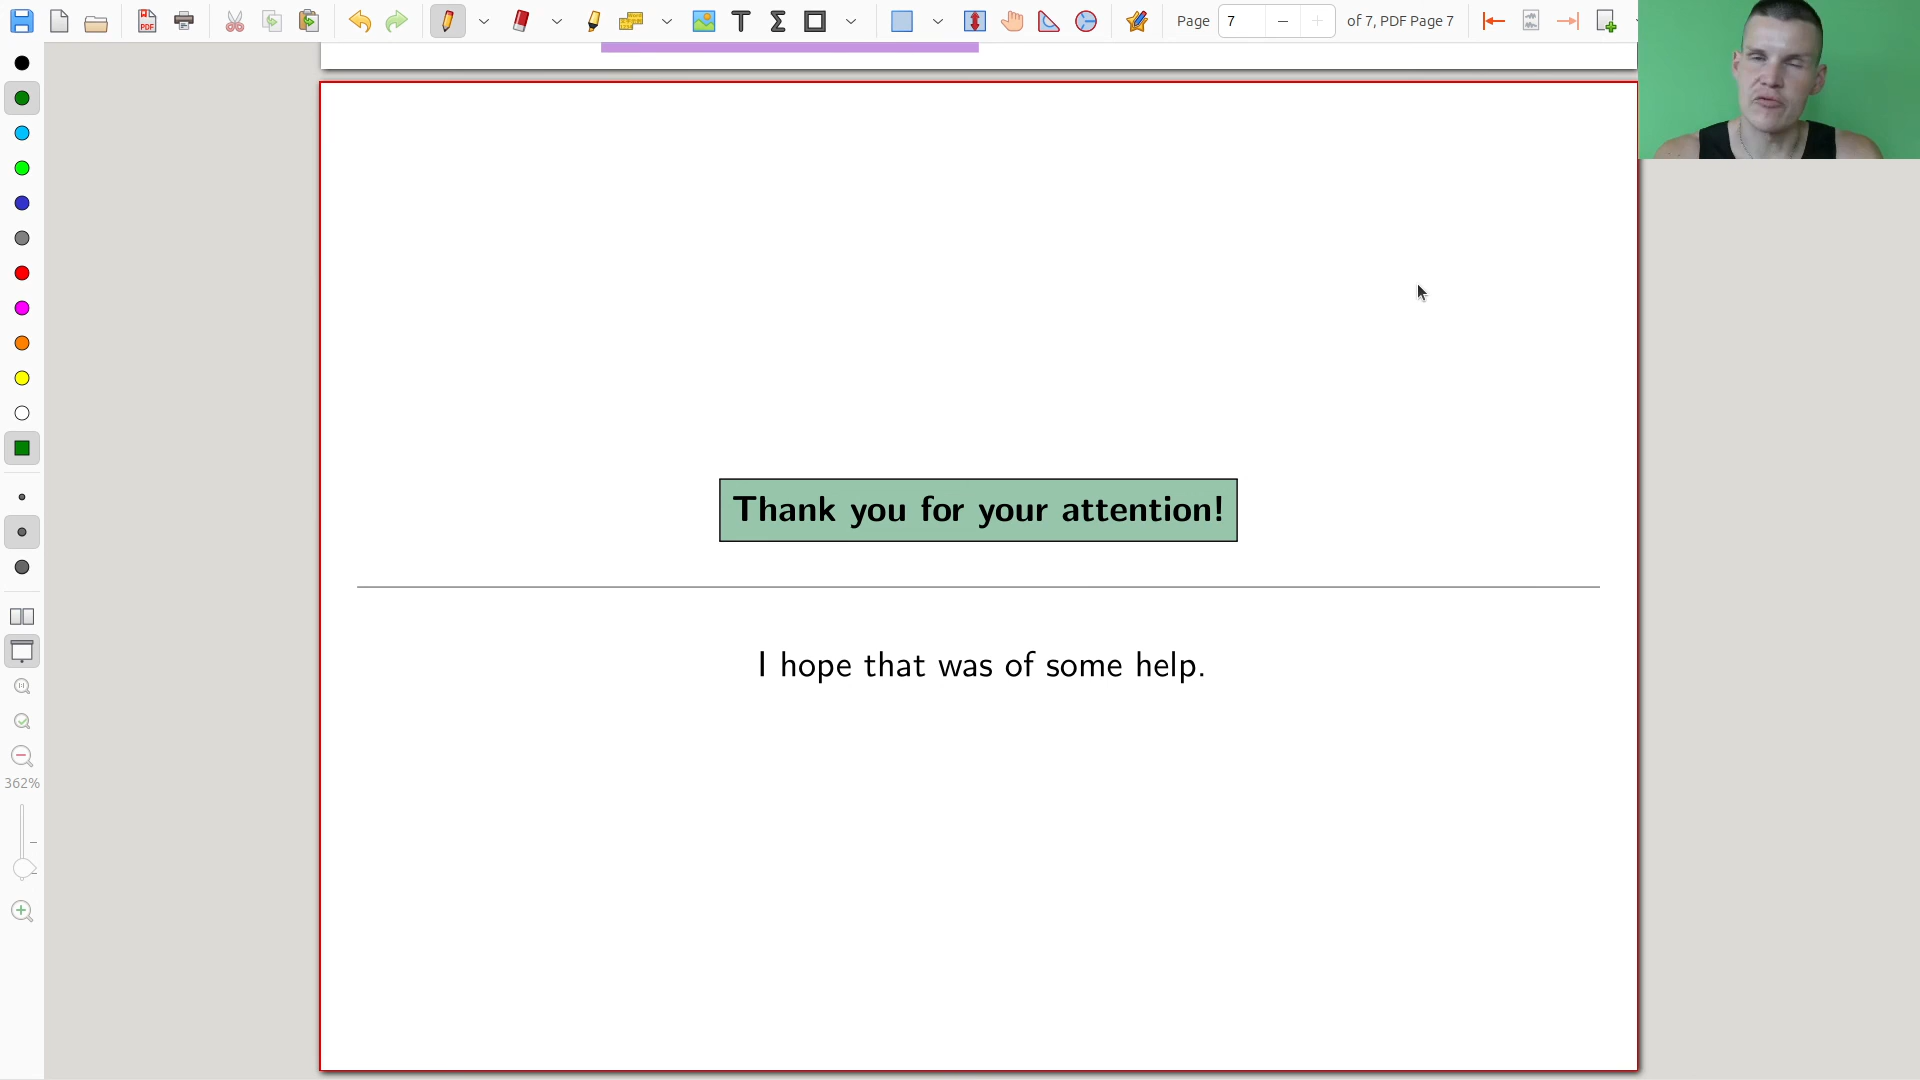 Page 7 of 7, PDF Page 7
Thank you for your attention!
I hope that was of some help.
362%
PDF